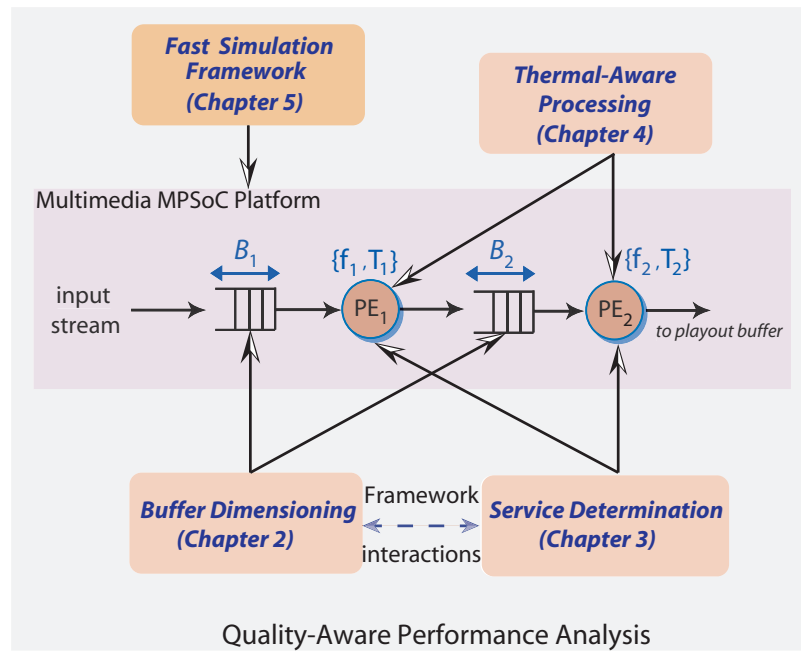 Fast Simulation
Framework
(Chapter 5)
Thermal-Aware
Processing
(Chapter 4)
Multimedia MPSoC Platform
B₁
{f₁,T₁}
B₂
{f₂,T₂}
input
stream
PE₁
PE₂
to playout buffer
Buffer Dimensioning
(Chapter 2)
Framework
interactions
Service Determination
(Chapter 3)
Quality-Aware Performance Analysis